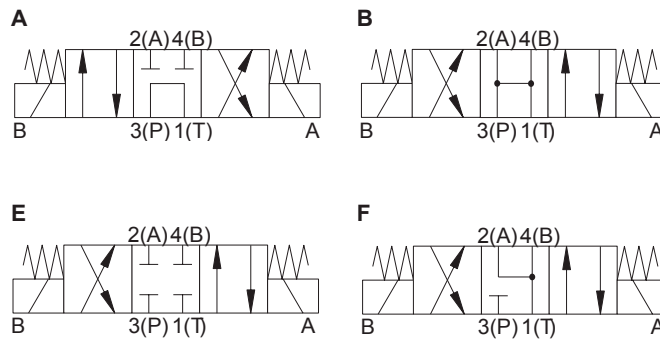 A
2(A) 4(B)
B 3(P) 1(T) A
B
2(A) 4(B)
B 3(P) 1(T) A
E
2(A) 4(B)
B 3(P) 1(T) A
F
2(A) 4(B)
B 3(P) 1(T) A